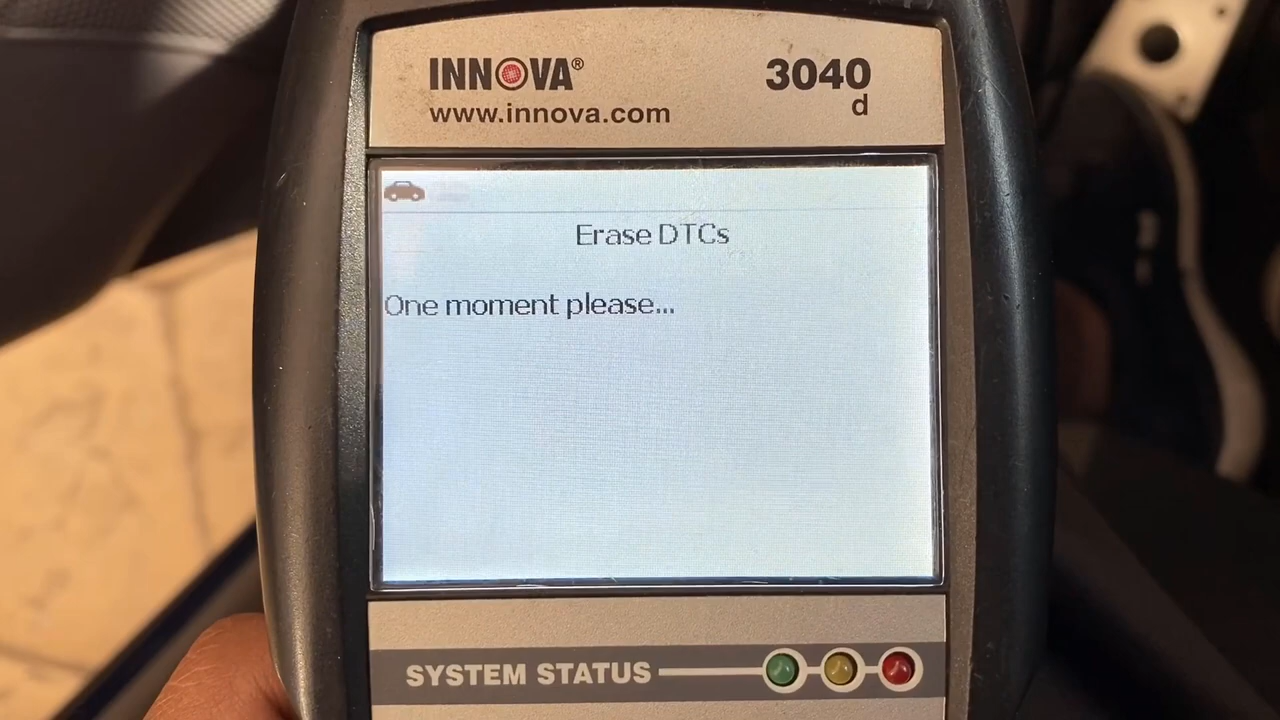 INNOVA®
www.innova.com
3040
d
Erase DTCs
One moment please...
SYSTEM STATUS